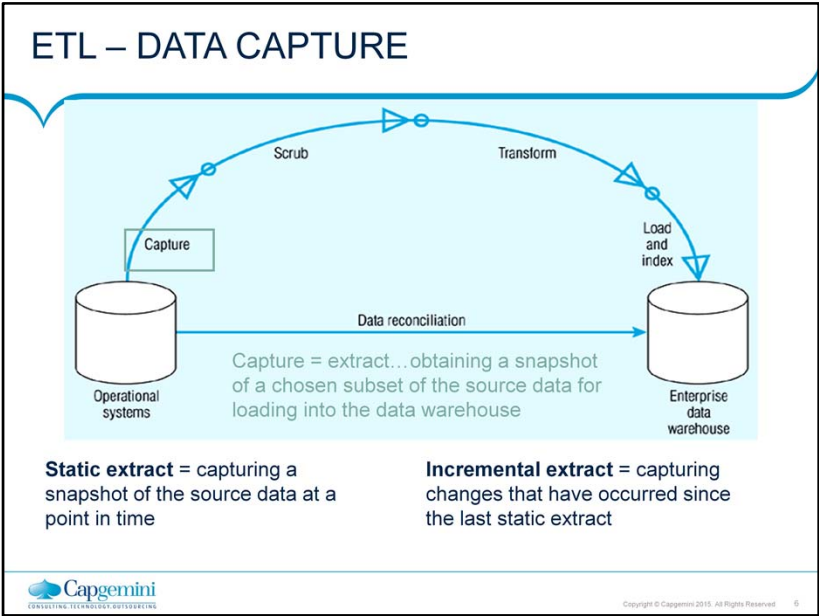 ETL – DATA CAPTURE
Scrub
Transform
Capture
Load
and
index
Data reconciliation
Capture = extract…obtaining a snapshot
of a chosen subset of the source data for
loading into the data warehouse
Operational
systems
Enterprise
data
warehouse
Static extract = capturing a
snapshot of the source data at a
point in time
Incremental extract = capturing
changes that have occurred since
the last static extract
Capgemini
CONSULTING.TECHNOLOGY.OUTSOURCING
Copyright © Capgemini 2015. All Rights Reserved
6